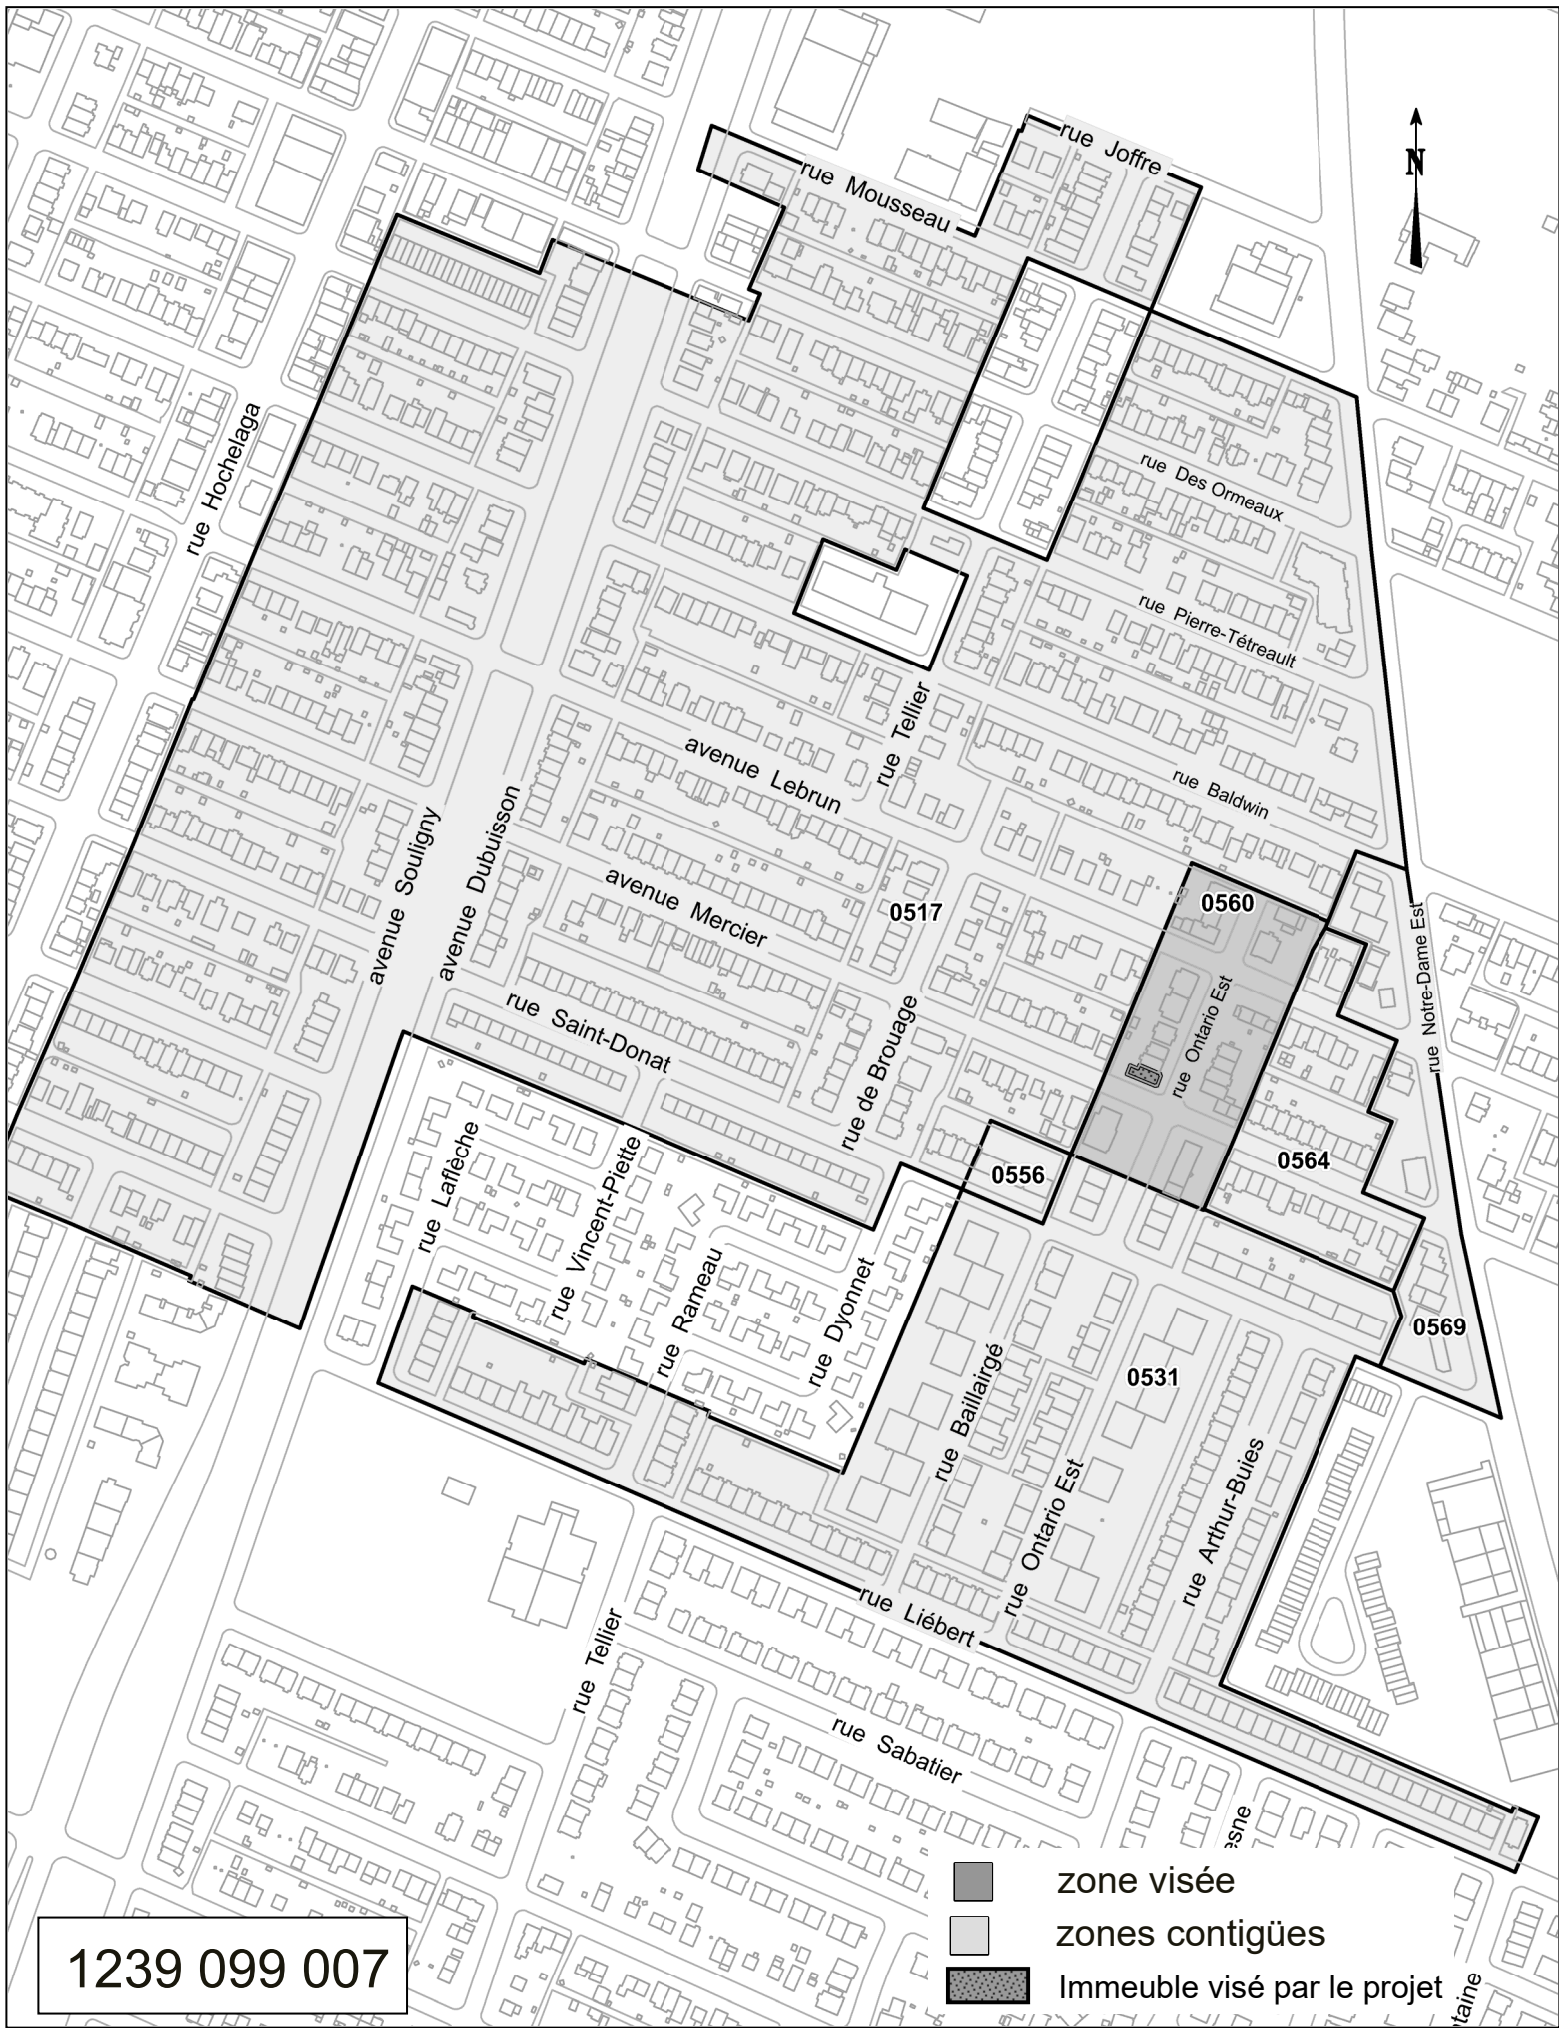 rue Joffre
N
rue Mousseau
rue Hochelaga
rue Des Ormeaux
rue Pierre-Tétreault
rue Tellier
avenue Lebrun
rue Baldwin
avenue Souligny
avenue Dubuisson
avenue Mercier
0517
0560
rue Notre-Dame Est
rue Saint-Donat
rue de Brouage
rue Ontario Est
0556
0564
rue Laflèche
rue Vincent-Piette
rue Rameau
rue Dyonnet
0569
rue Baillairgé
0531
rue Ontario Est
rue Arthur-Buies
rue Liébert
rue Tellier
rue Sabatier
esne
zone visée
zones contigües
Immeuble visé par le projet
taine
1239 099 007